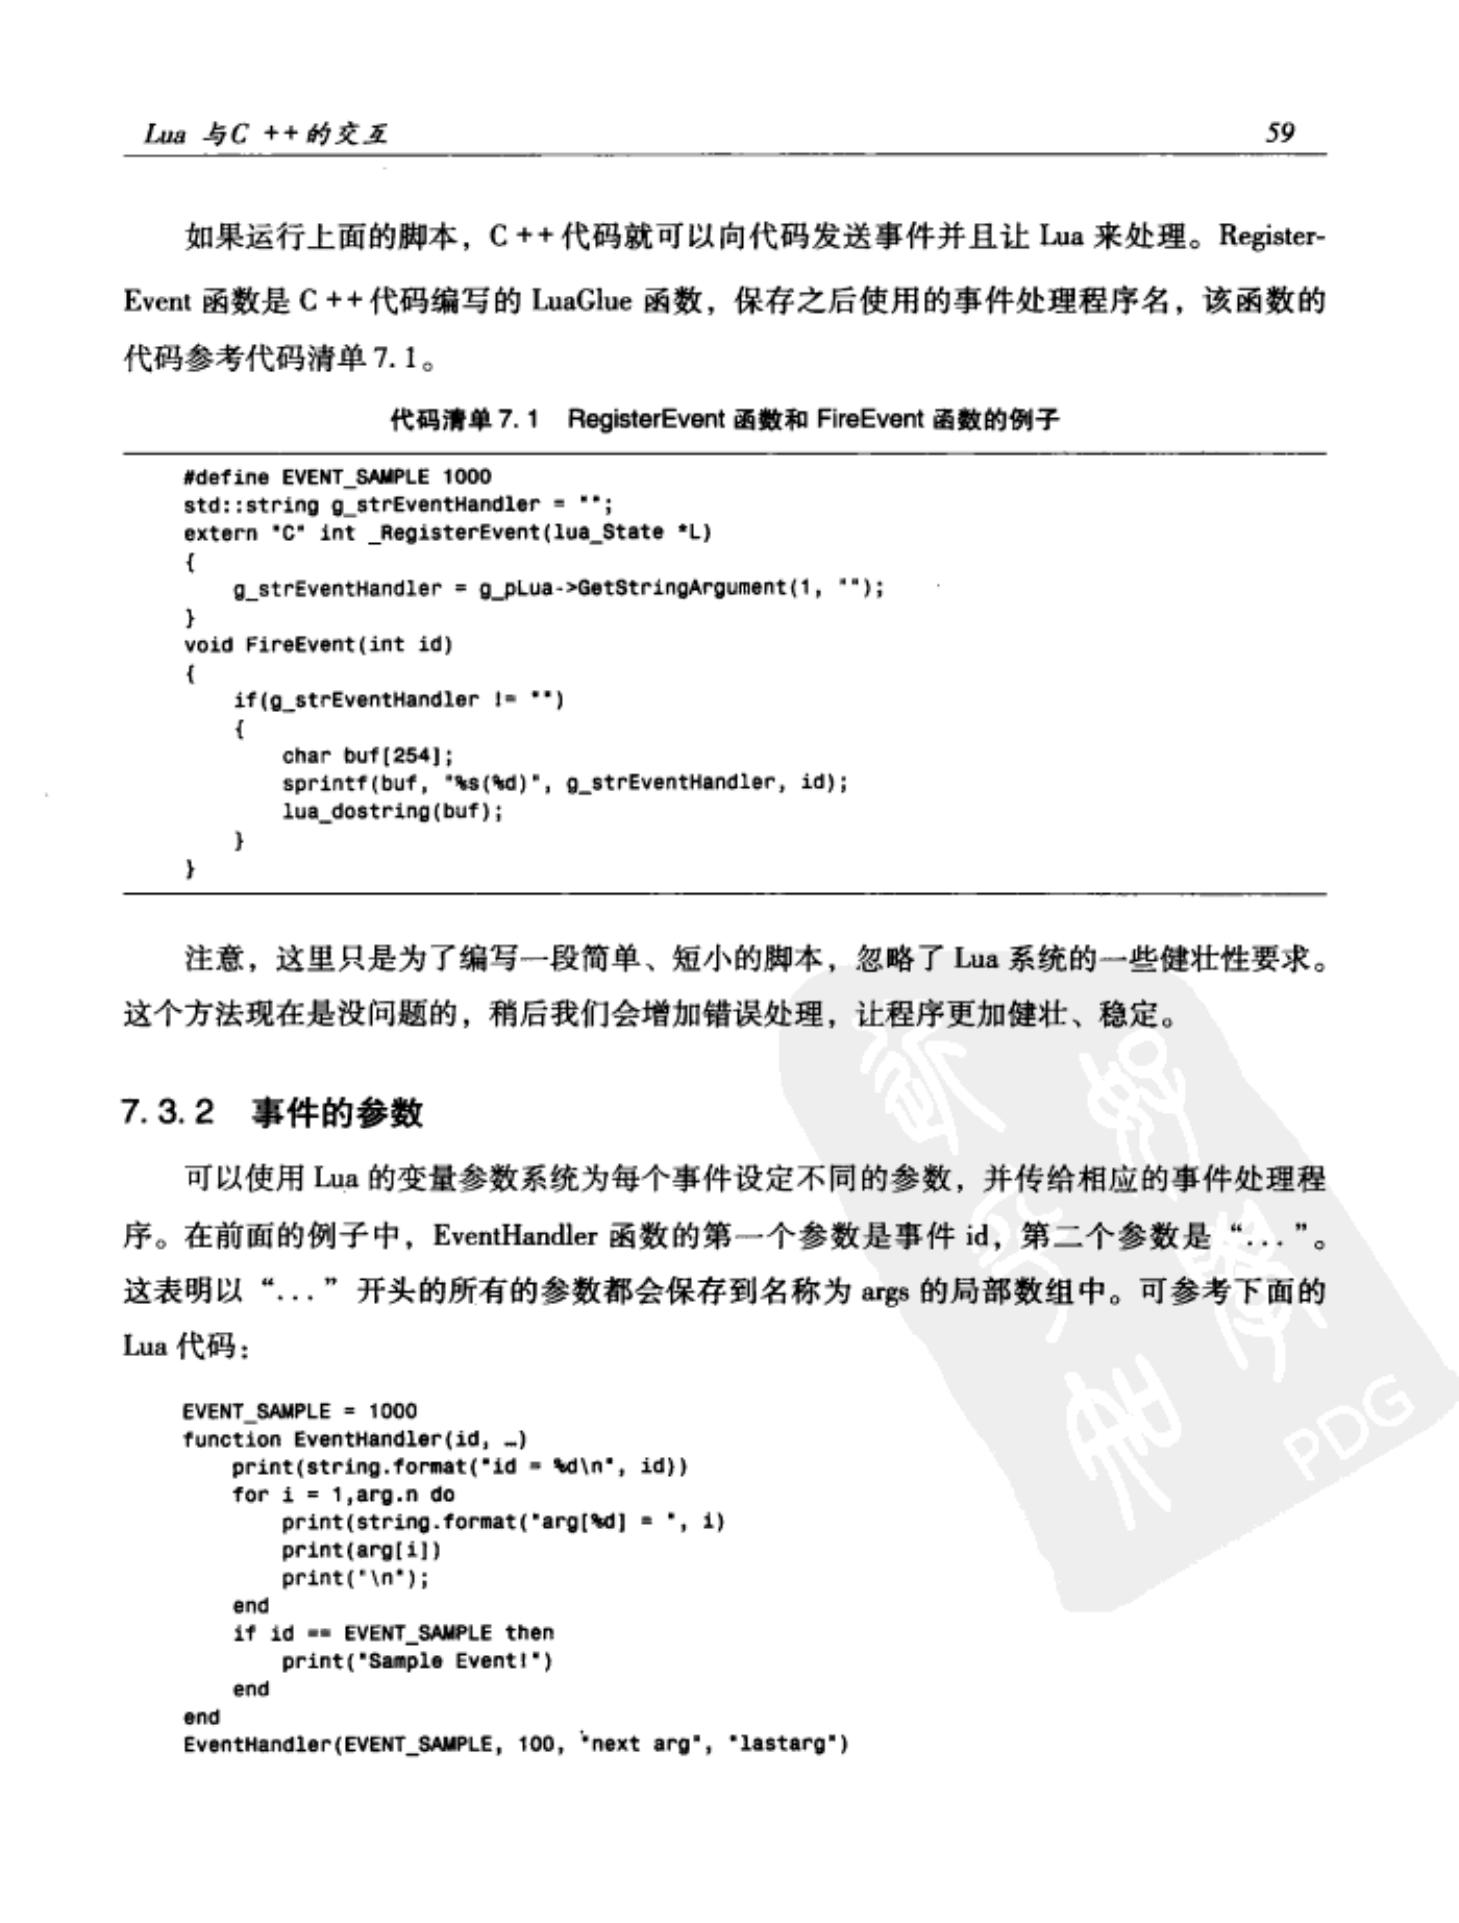 Lua 与C ++的交互 59
如果运行上面的脚本，C ++代码就可以向代码发送事件并且让 Lua 来处理。Register-
Event 函数是 C ++代码编写的 LuaGlue 函数，保存之后使用的事件处理程序名，该函数的
代码参考代码清单 7.1。
代码清单 7.1 RegisterEvent 函数和 FireEvent 函数的例子
#define EVENT_SAMPLE 1000
std::string g_strEventHandler = "";
extern "C" int _RegisterEvent(lua_State *L)
{
    g_strEventHandler = g_pLua->GetStringArgument(1, "");
}
void FireEvent(int id)
{
    if(g_strEventHandler != "")
    {
        char buf[254];
        sprintf(buf, "%s(%d)", g_strEventHandler, id);
        lua_dostring(buf);
    }
}
注意，这里只是为了编写一段简单、短小的脚本，忽略了 Lua 系统的一些健壮性要求。
这个方法现在是没问题的，稍后我们会增加错误处理，让程序更加健壮、稳定。
7.3.2 事件的参数
可以使用 Lua 的变量参数系统为每个事件设定不同的参数，并传给相应的事件处理程
序。在前面的例子中，EventHandler 函数的第一个参数是事件 id，第二个参数是“...”。
这表明以“...”开头的所有的参数都会保存到名称为 args 的局部数组中。可参考下面的
Lua 代码：
EVENT_SAMPLE = 1000
function EventHandler(id, …)
    print(string.format("id = %d\n", id))
    for i = 1,arg.n do
        print(string.format("arg[%d] = ", i)
        print(arg[i])
        print("\n");
    end
    if id == EVENT_SAMPLE then
        print("Sample Event!")
    end
end
EventHandler(EVENT_SAMPLE, 100, "next arg", "lastarg")
PDG